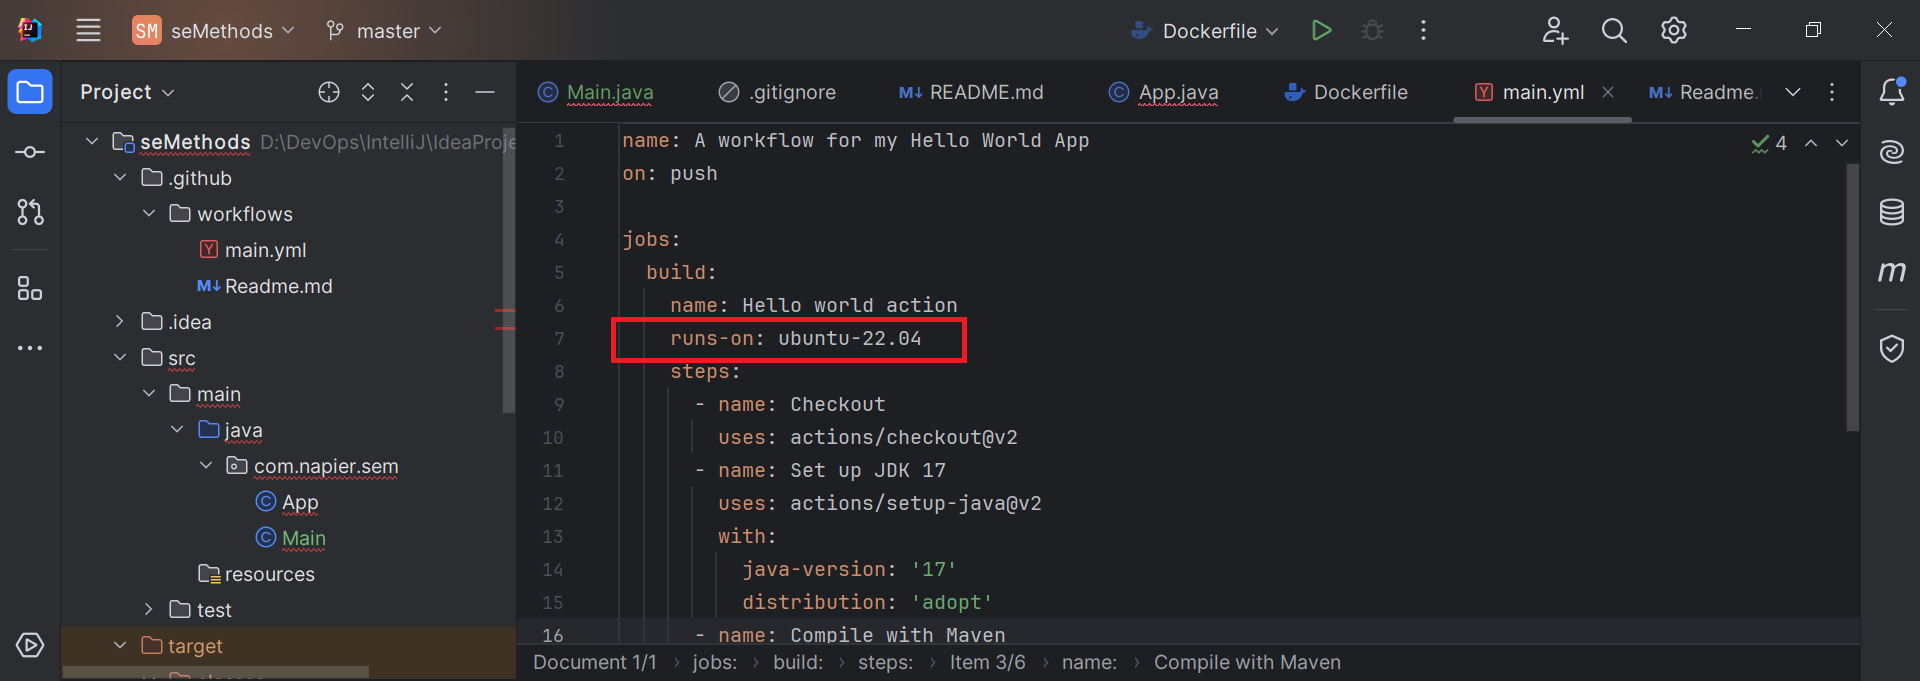 SM seMethods master Dockerfile
Project
Main.java .gitignore M↓ README.md App.java Dockerfile main.yml M↓ Readme.
seMethods D:\DevOps\IntelliJ\IdeaProje
.github
workflows
main.yml
M↓ Readme.md
.idea
src
main
java
com.napier.sem
App
Main
resources
test
target
1 name: A workflow for my Hello World App
2 on: push
3
4 jobs:
5 build:
6 name: Hello world action
7 runs-on: ubuntu-22.04
8 steps:
9 - name: Checkout
10 uses: actions/checkout@v2
11 - name: Set up JDK 17
12 uses: actions/setup-java@v2
13 with:
14 java-version: '17'
15 distribution: 'adopt'
16 - name: Compile with Maven
4
Document 1/1 › jobs: › build: › steps: › Item 3/6 › name: › Compile with Maven